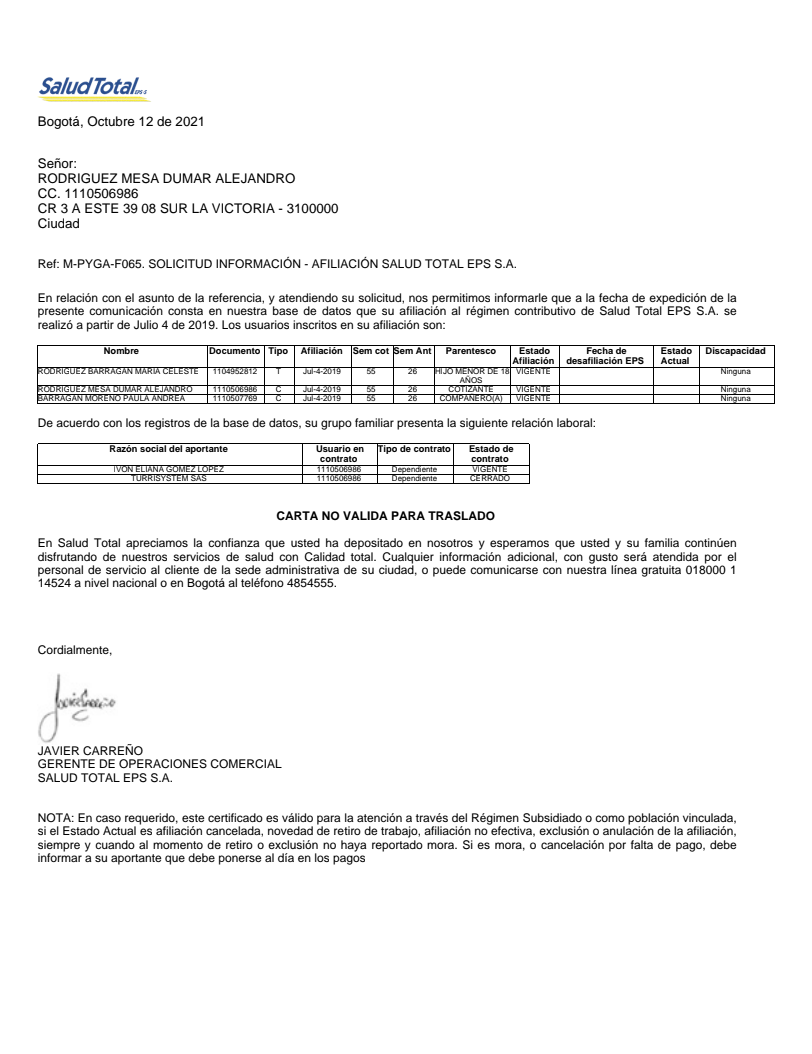 SaludTotal EPS-S
Bogotá, Octubre 12 de 2021
Señor:
RODRIGUEZ MESA DUMAR ALEJANDRO
CC. 1110506986
CR 3 A ESTE 39 08 SUR LA VICTORIA - 3100000
Ciudad
Ref: M-PYGA-F065. SOLICITUD INFORMACIÓN - AFILIACIÓN SALUD TOTAL EPS S.A.
En relación con el asunto de la referencia, y atendiendo su solicitud, nos permitimos informarle que a la fecha de expedición de la
presente comunicación consta en nuestra base de datos que su afiliación al régimen contributivo de Salud Total EPS S.A. se
realizó a partir de Julio 4 de 2019. Los usuarios inscritos en su afiliación son:
Nombre Documento Tipo Afiliación Sem cot Sem Ant Parentesco Estado Afiliación Fecha de desafiliación EPS Estado Actual Discapacidad
RODRIGUEZ BARRAGAN MARIA CELESTE 1104952812 T Jul-4-2019 55 26 HIJO MENOR DE 18 AÑOS VIGENTE Ninguna
RODRIGUEZ MESA DUMAR ALEJANDRO 1110506986 C Jul-4-2019 55 26 COTIZANTE VIGENTE Ninguna
BARRAGAN MORENO PAULA ANDREA 1110507769 C Jul-4-2019 55 26 COMPAÑERO(A) VIGENTE Ninguna
De acuerdo con los registros de la base de datos, su grupo familiar presenta la siguiente relación laboral:
Razón social del aportante Usuario en contrato Tipo de contrato Estado de contrato
IVON ELIANA GOMEZ LOPEZ 1110506986 Dependiente VIGENTE
TURRISYSTEM SAS 1110506986 Dependiente CERRADO
CARTA NO VALIDA PARA TRASLADO
En Salud Total apreciamos la confianza que usted ha depositado en nosotros y esperamos que usted y su familia continúen
disfrutando de nuestros servicios de salud con Calidad total. Cualquier información adicional, con gusto será atendida por el
personal de servicio al cliente de la sede administrativa de su ciudad, o puede comunicarse con nuestra línea gratuita 018000 1
14524 a nivel nacional o en Bogotá al teléfono 4854555.
Cordialmente,
JAVIER CARREÑO
GERENTE DE OPERACIONES COMERCIAL
SALUD TOTAL EPS S.A.
NOTA: En caso requerido, este certificado es válido para la atención a través del Régimen Subsidiado o como población vinculada,
si el Estado Actual es afiliación cancelada, novedad de retiro de trabajo, afiliación no efectiva, exclusión o anulación de la afiliación,
siempre y cuando al momento de retiro o exclusión no haya reportado mora. Si es mora, o cancelación por falta de pago, debe
informar a su aportante que debe ponerse al día en los pagos